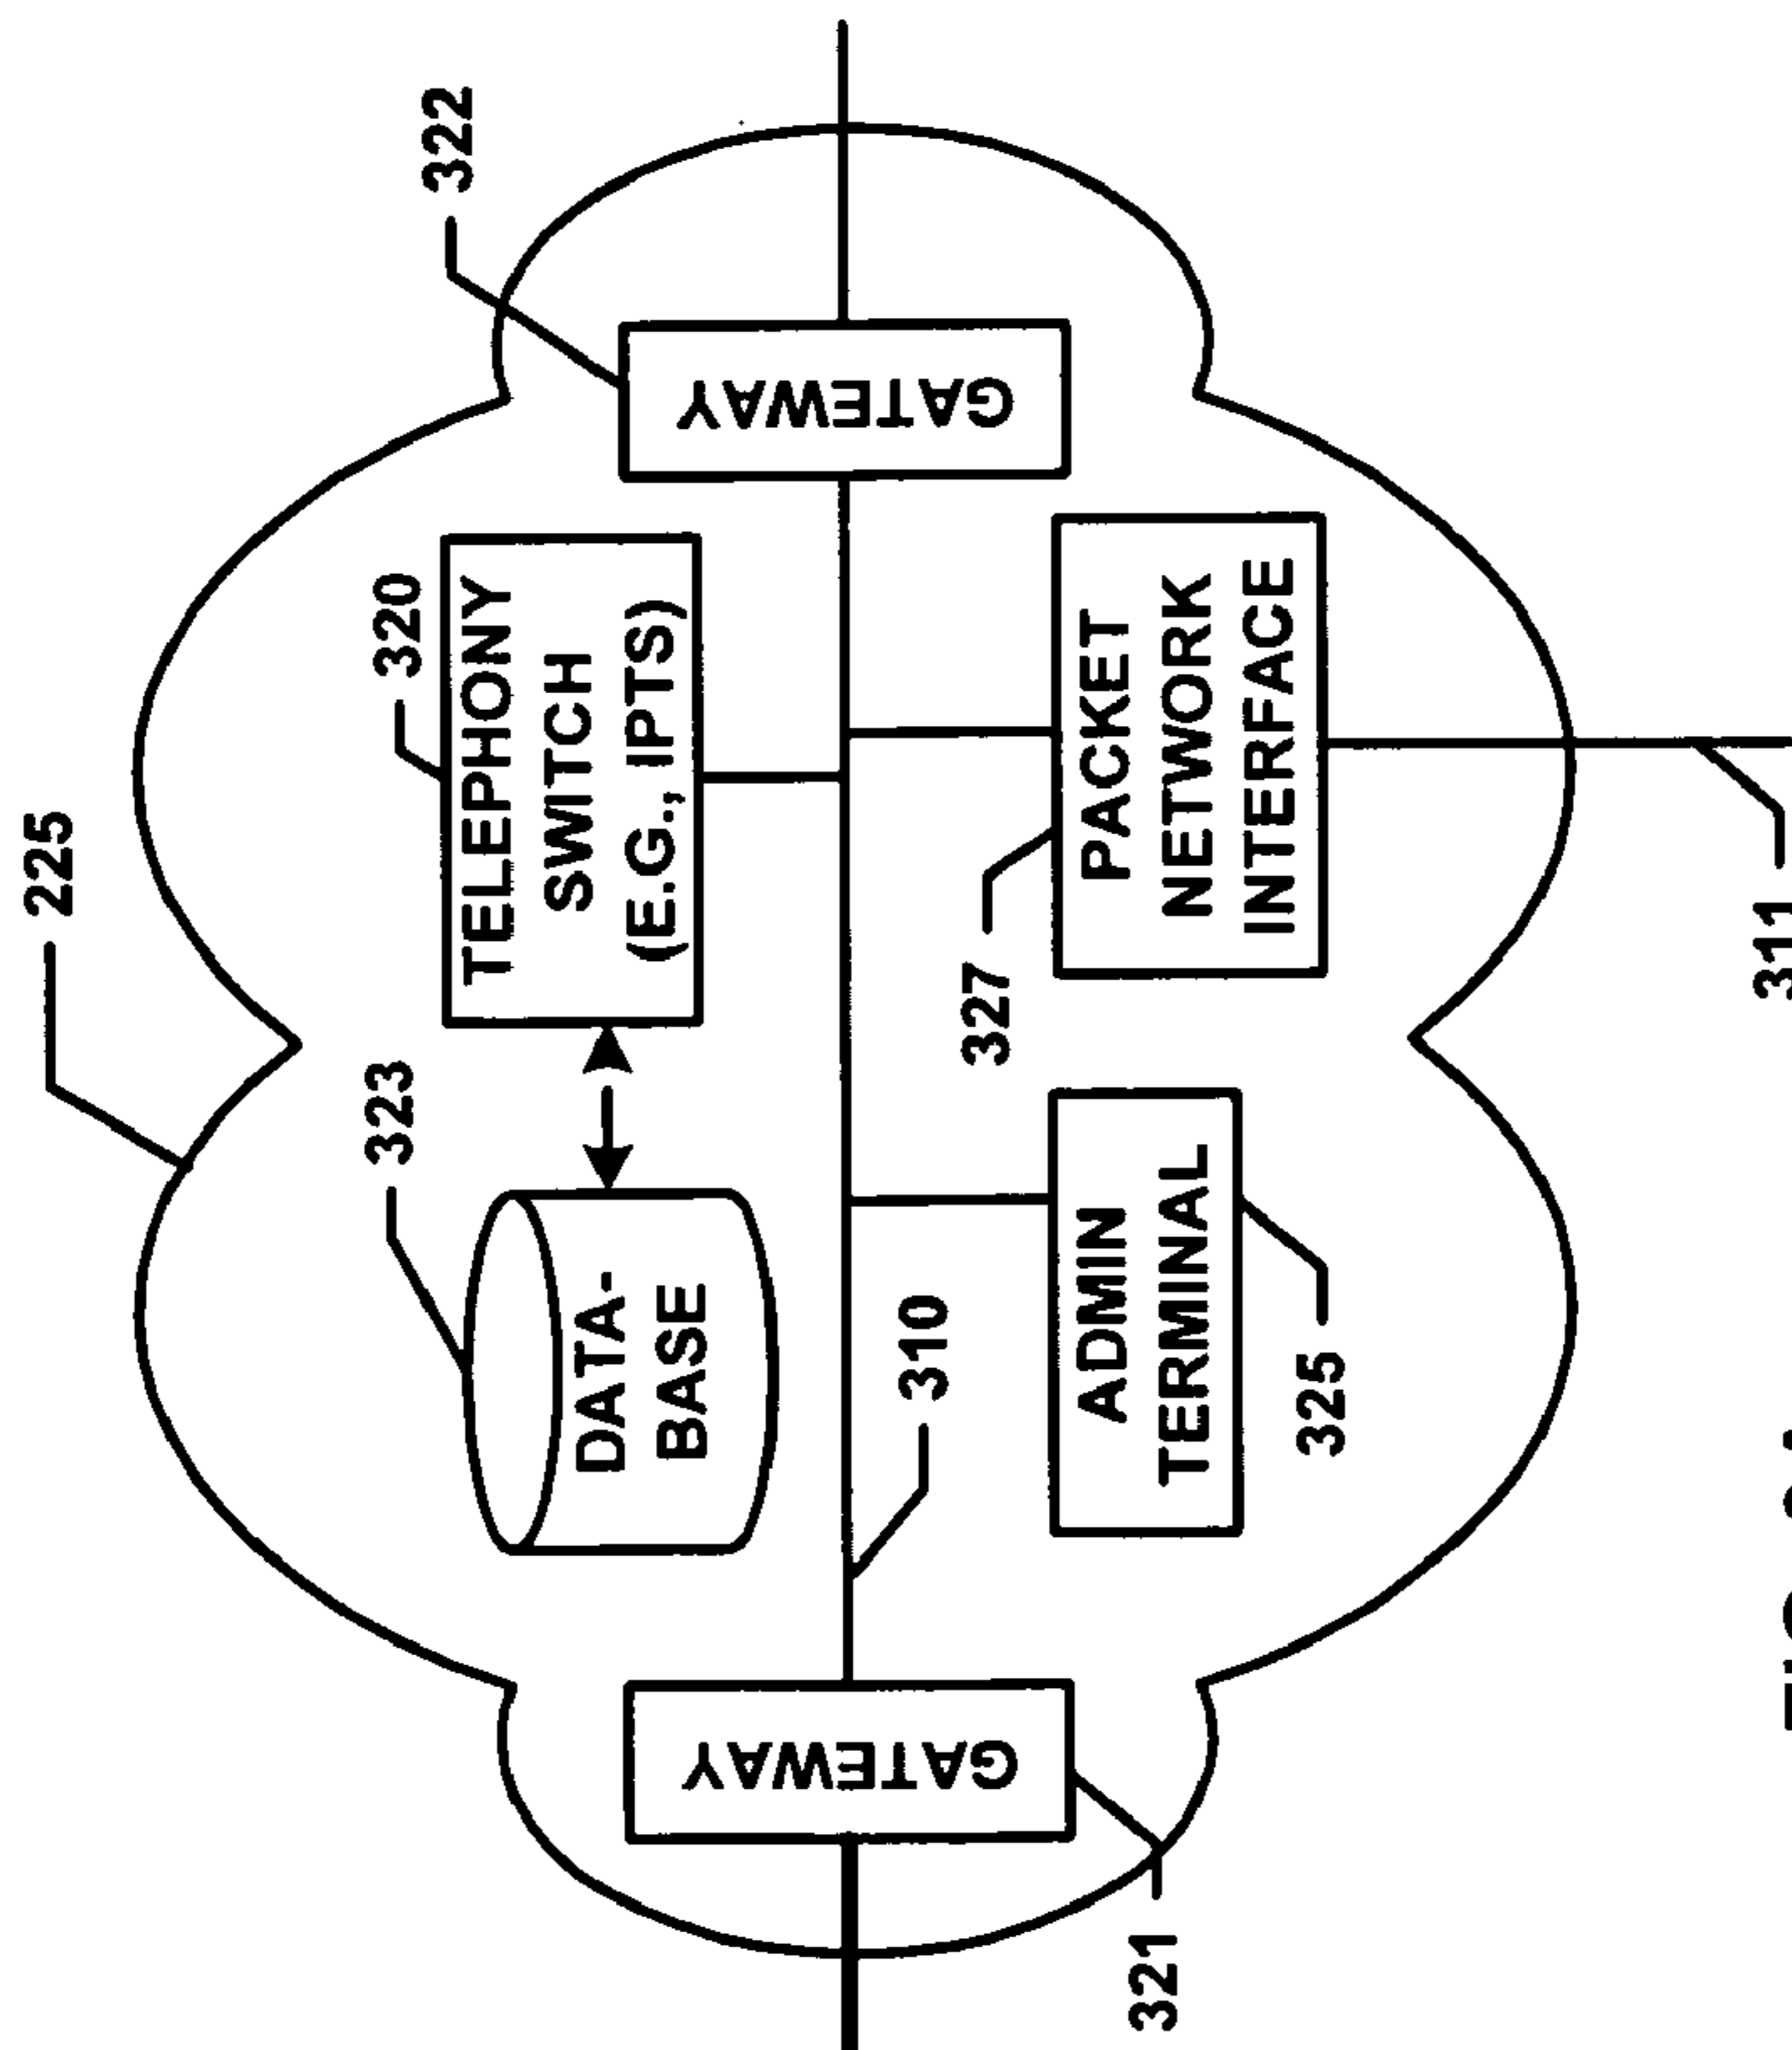 225
322
320
TELEPHONY
SWITCH
(E.G., IPTS)
323
DATA-
BASE
GATEWAY
GATEWAY
310
327
PACKET
NETWORK
INTERFACE
ADMIN
TERMINAL
325
321
311